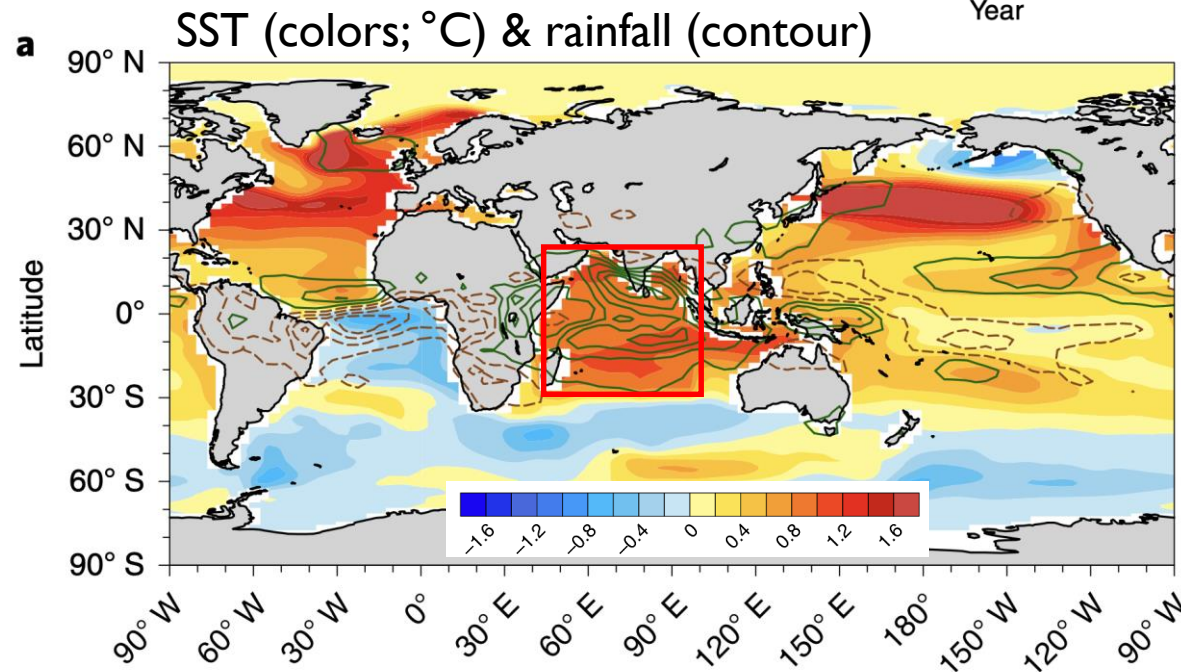 Year
a SST (colors; °C) & rainfall (contour)
90° N
60° N
30° N
0°
30° S
60° S
90° S
Latitude
−1.6 −1.2 −0.8 −0.4 0 0.4 0.8 1.2 1.6
90° W 60° W 30° W 0° 30° E 60° E 90° E 120° E 150° E 180° 150° W 120° W 90° W